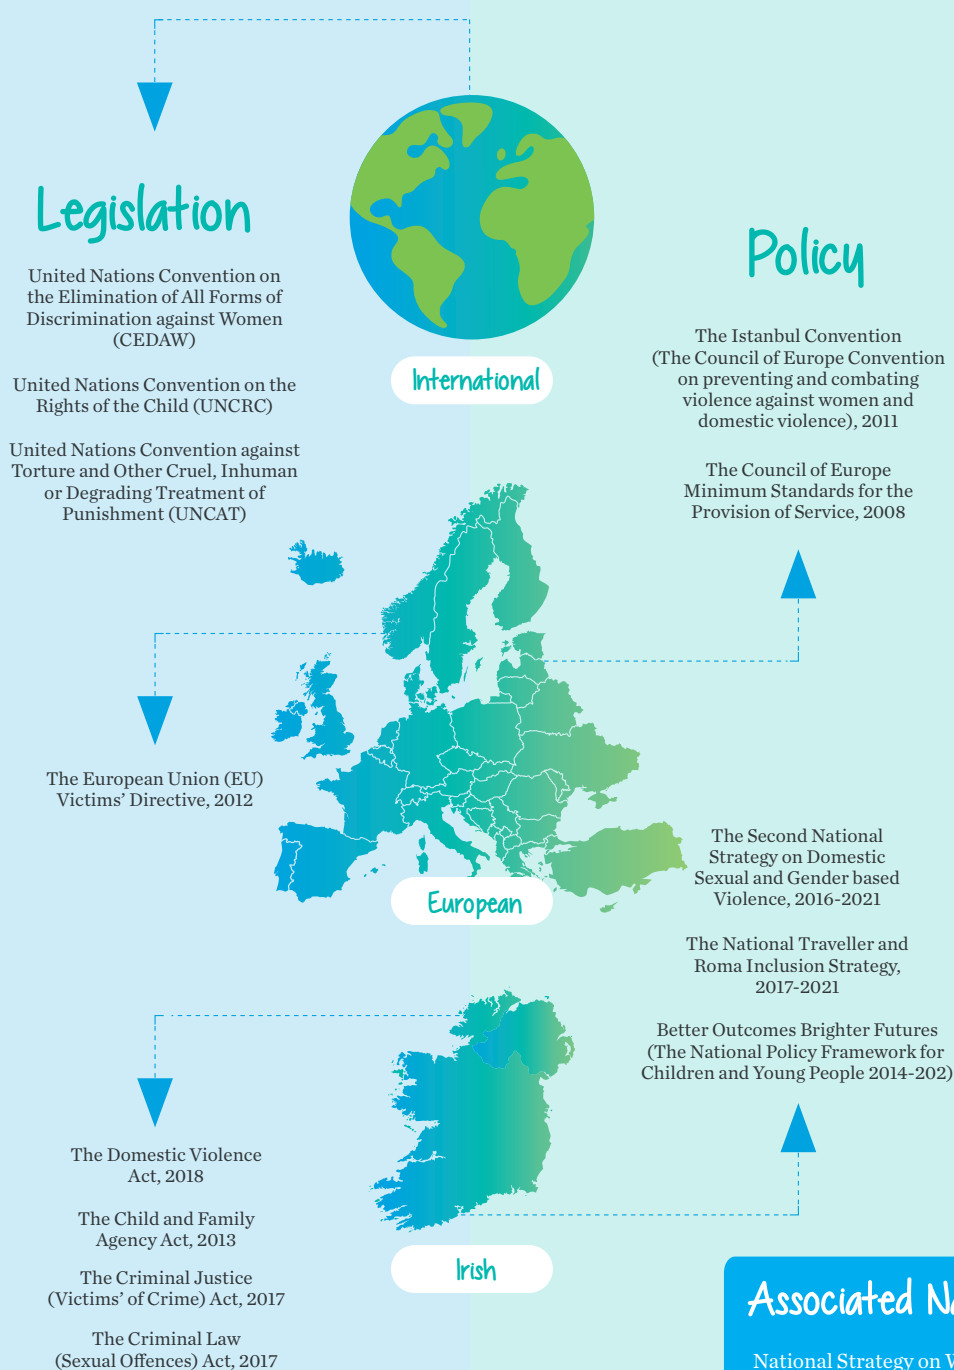 Legislation
United Nations Convention on
the Elimination of All Forms of
Discrimination against Women
(CEDAW)
United Nations Convention on the
Rights of the Child (UNCRC)
United Nations Convention against
Torture and Other Cruel, Inhuman
or Degrading Treatment of
Punishment (UNCAT)
International
Policy
The Istanbul Convention
(The Council of Europe Convention
on preventing and combating
violence against women and
domestic violence), 2011
The Council of Europe
Minimum Standards for the
Provision of Service, 2008
The European Union (EU)
Victims’ Directive, 2012
European
The Second National
Strategy on Domestic
Sexual and Gender based
Violence, 2016-2021
The National Traveller and
Roma Inclusion Strategy,
2017-2021
Better Outcomes Brighter Futures
(The National Policy Framework for
Children and Young People 2014-202)
The Domestic Violence
Act, 2018
The Child and Family
Agency Act, 2013
The Criminal Justice
(Victims’ of Crime) Act, 2017
The Criminal Law
(Sexual Offences) Act, 2017
Irish
Associated
National Strategy on